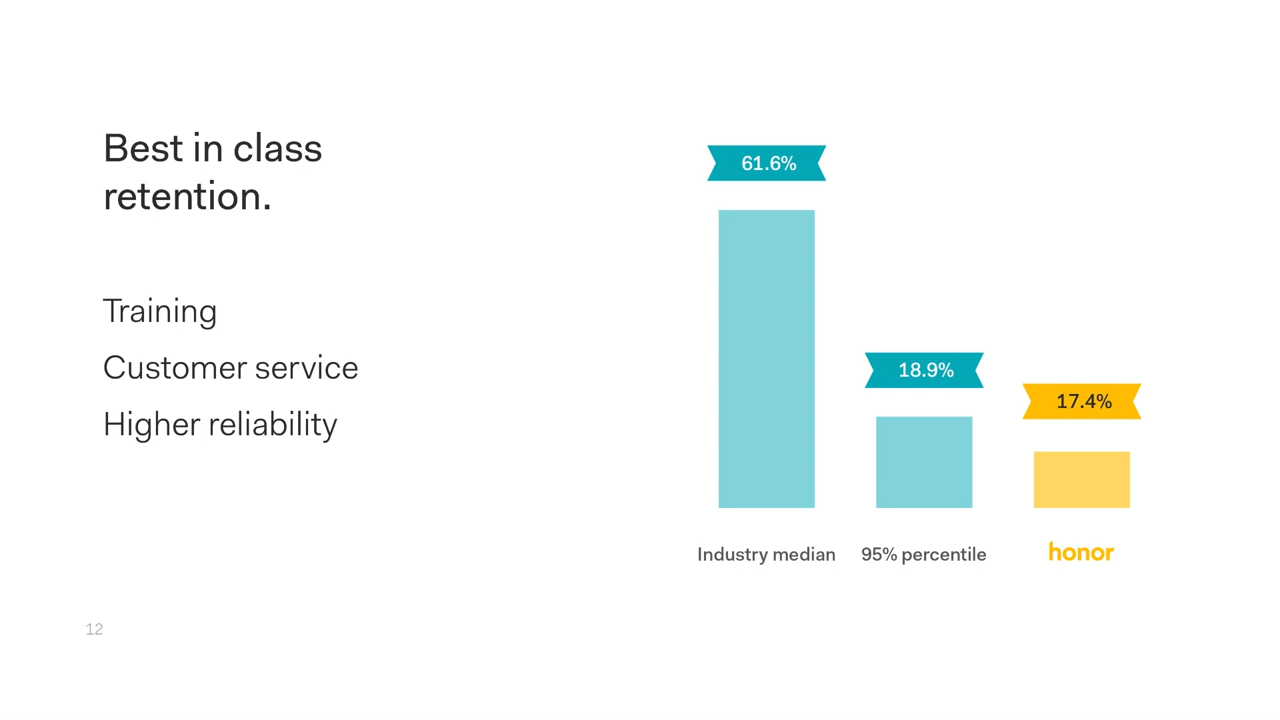 Best in class
retention.
Training
Customer service
Higher reliability
61.6%
18.9%
17.4%
Industry median
95% percentile
honor
12